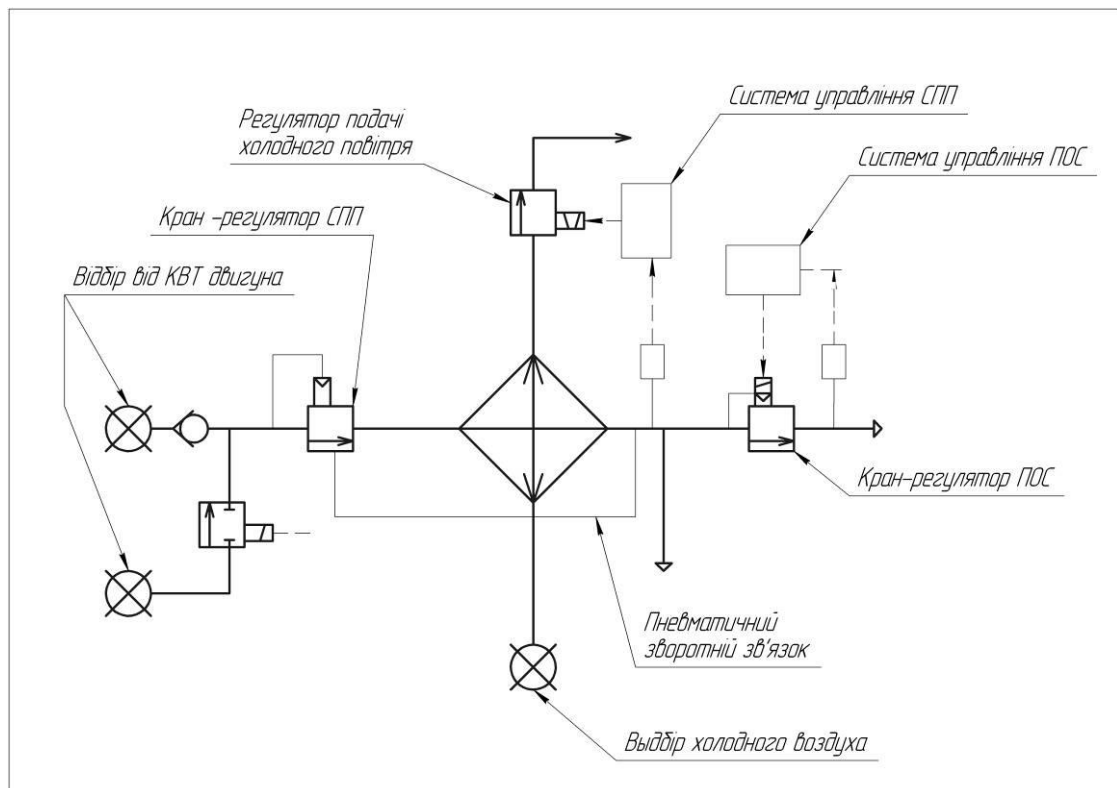 Система управління СПП
Регулятор подачі
холодного повітря
Система управління ПОС
Кран -регулятор СПП
Відбір від КВТ двигуна
Кран-регулятор ПОС
Пневматичний
зворотній зв'язок
Выдбір холодного воздуха